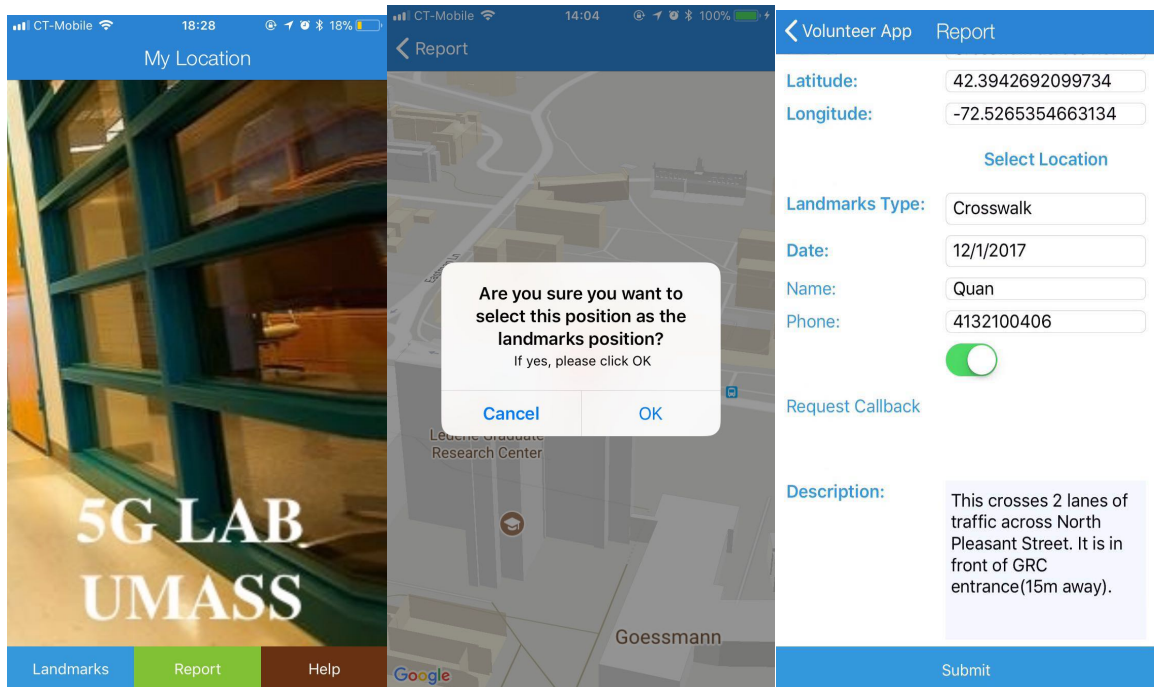 CT-Mobile 18:28 18%
My Location
5G LAB
UMASS
Landmarks Report Help
CT-Mobile 14:04 100%
Report
Are you sure you want to
select this position as the
landmarks position?
If yes, please click OK
Cancel OK
Lederle Graduate
Research Center
Goessmann
Google
Volunteer App Report
Latitude: 42.3942692099734
Longitude: -72.5265354663134
Select Location
Landmarks Type: Crosswalk
Date: 12/1/2017
Name: Quan
Phone: 4132100406
Request Callback
Description: This crosses 2 lanes of
traffic across North
Pleasant Street. It is in
front of GRC
entrance(15m away).
Submit